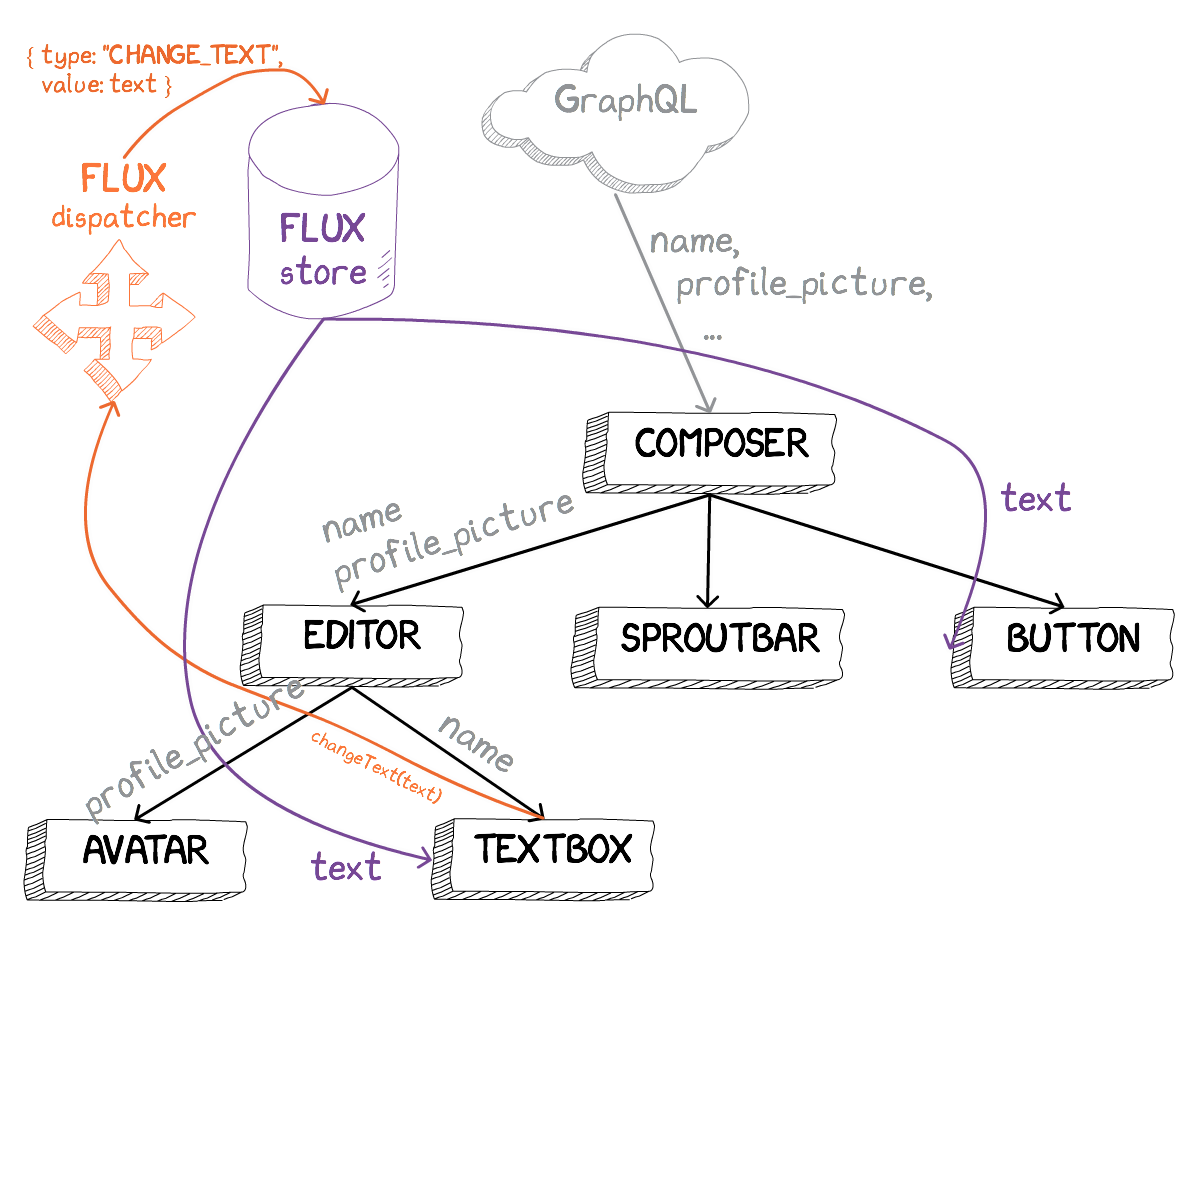 { type: "CHANGE_TEXT",
value: text }
FLUX
dispatcher
FLUX
store
GraphQL
name,
profile_picture,
...
COMPOSER
text
name
profile_picture
EDITOR
SPROUTBAR
BUTTON
profile_picture
changeText(text)
name
AVATAR
text
TEXTBOX